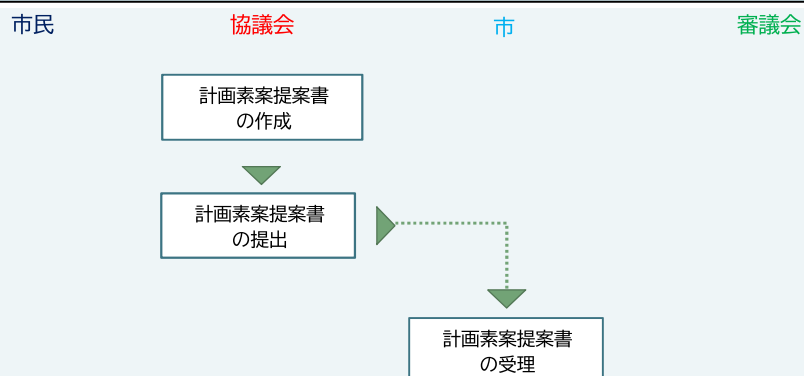 市民 協議会 市 審議会
計画素案提案書
の作成
計画素案提案書
の提出
計画素案提案書
の受理